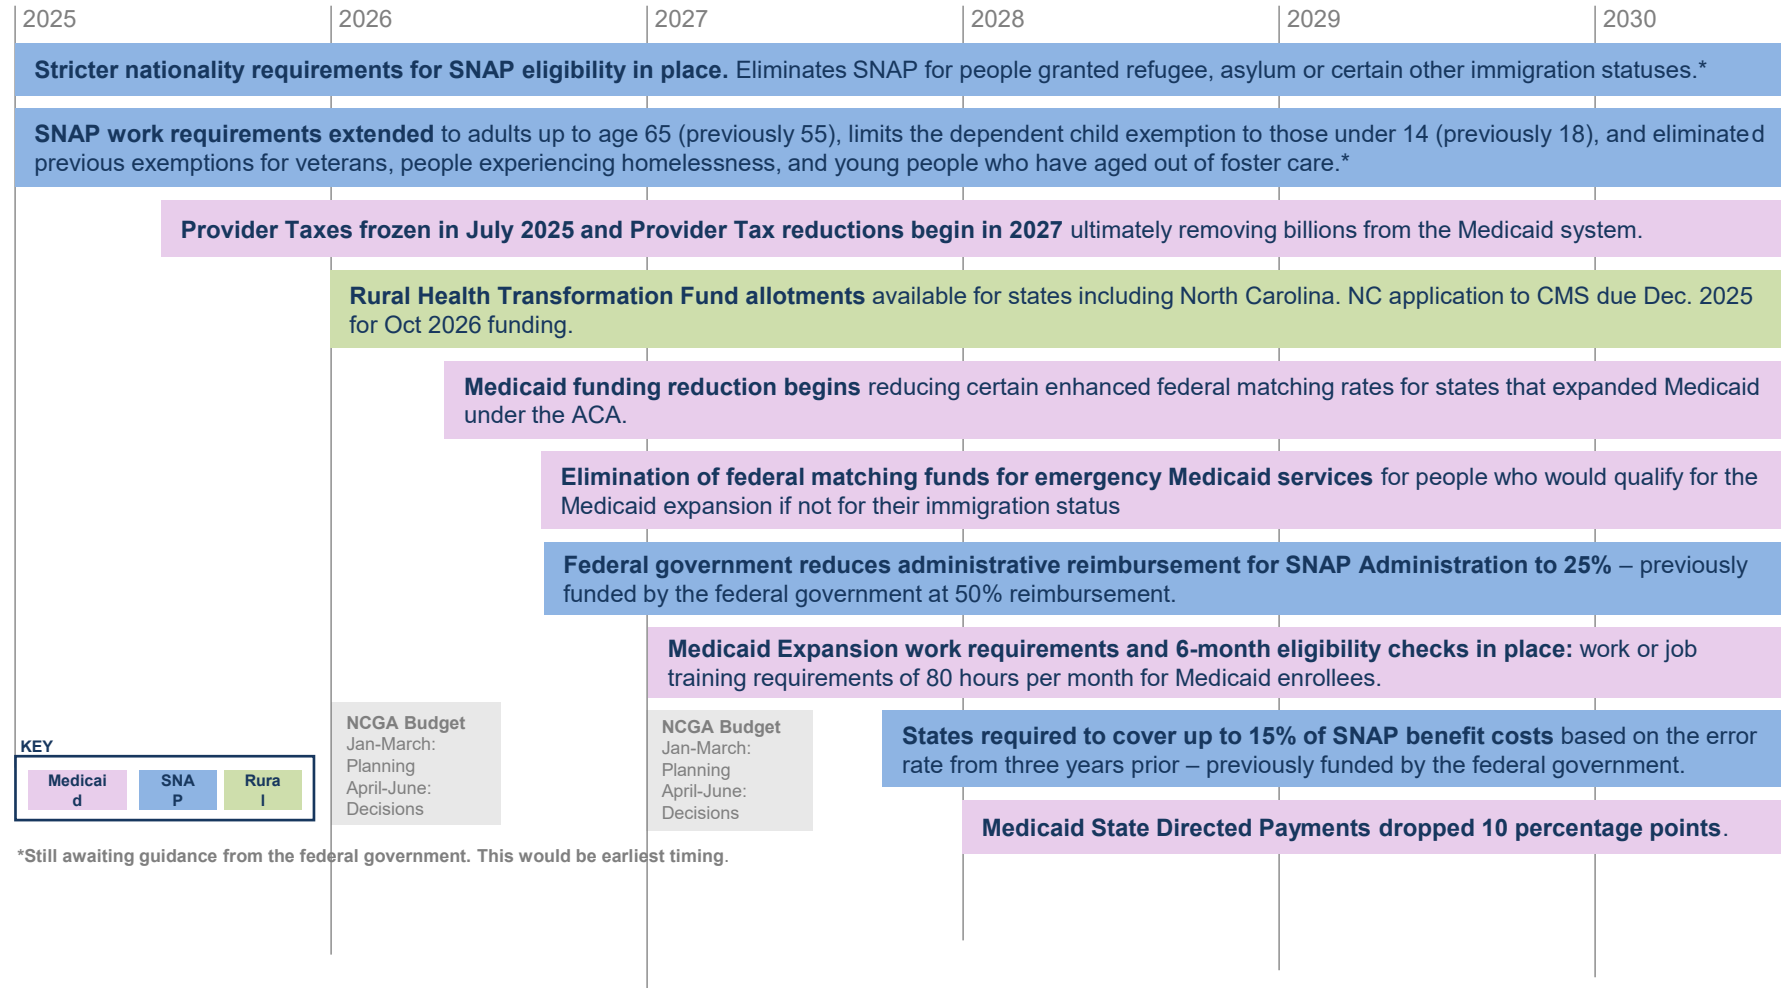 2025
2026
2027
2028
2029
2030
Stricter nationality requirements for SNAP eligibility in place. Eliminates SNAP for people granted refugee, asylum or certain other immigration statuses.*
SNAP work requirements extended to adults up to age 65 (previously 55), limits the dependent child exemption to those under 14 (previously 18), and eliminated
previous exemptions for veterans, people experiencing homelessness, and young people who have aged out of foster care.*
Provider Taxes frozen in July 2025 and Provider Tax reductions begin in 2027 ultimately removing billions from the Medicaid system.
Rural Health Transformation Fund allotments available for states including North Carolina. NC application to CMS due Dec. 2025
for Oct 2026 funding.
Medicaid funding reduction begins reducing certain enhanced federal matching rates for states that expanded Medicaid
under the ACA.
Elimination of federal matching funds for emergency Medicaid services for people who would qualify for the
Medicaid expansion if not for their immigration status
Federal government reduces administrative reimbursement for SNAP Administration to 25% – previously
funded by the federal government at 50% reimbursement.
Medicaid Expansion work requirements and 6-month eligibility checks in place: work or job
training requirements of 80 hours per month for Medicaid enrollees.
NCGA Budget
Jan-March:
Planning
April-June:
Decisions
NCGA Budget
Jan-March:
Planning
April-June:
Decisions
States required to cover up to 15% of SNAP benefit costs based on the error
rate from three years prior – previously funded by the federal government.
Medicaid State Directed Payments dropped 10 percentage points.
KEY
Medicai
d
SNA
P
Rura
l
*Still awaiting guidance from the federal government. This would be earliest timing.